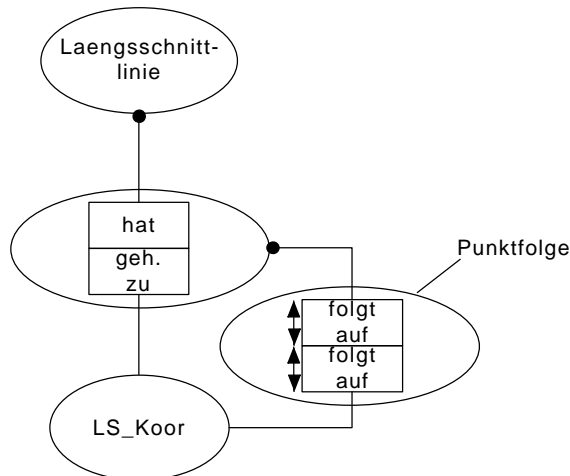 Laengsschnitt-
linie
hat
geh.
zu
Punktfolge
folgt
auf
folgt
auf
LS_Koor